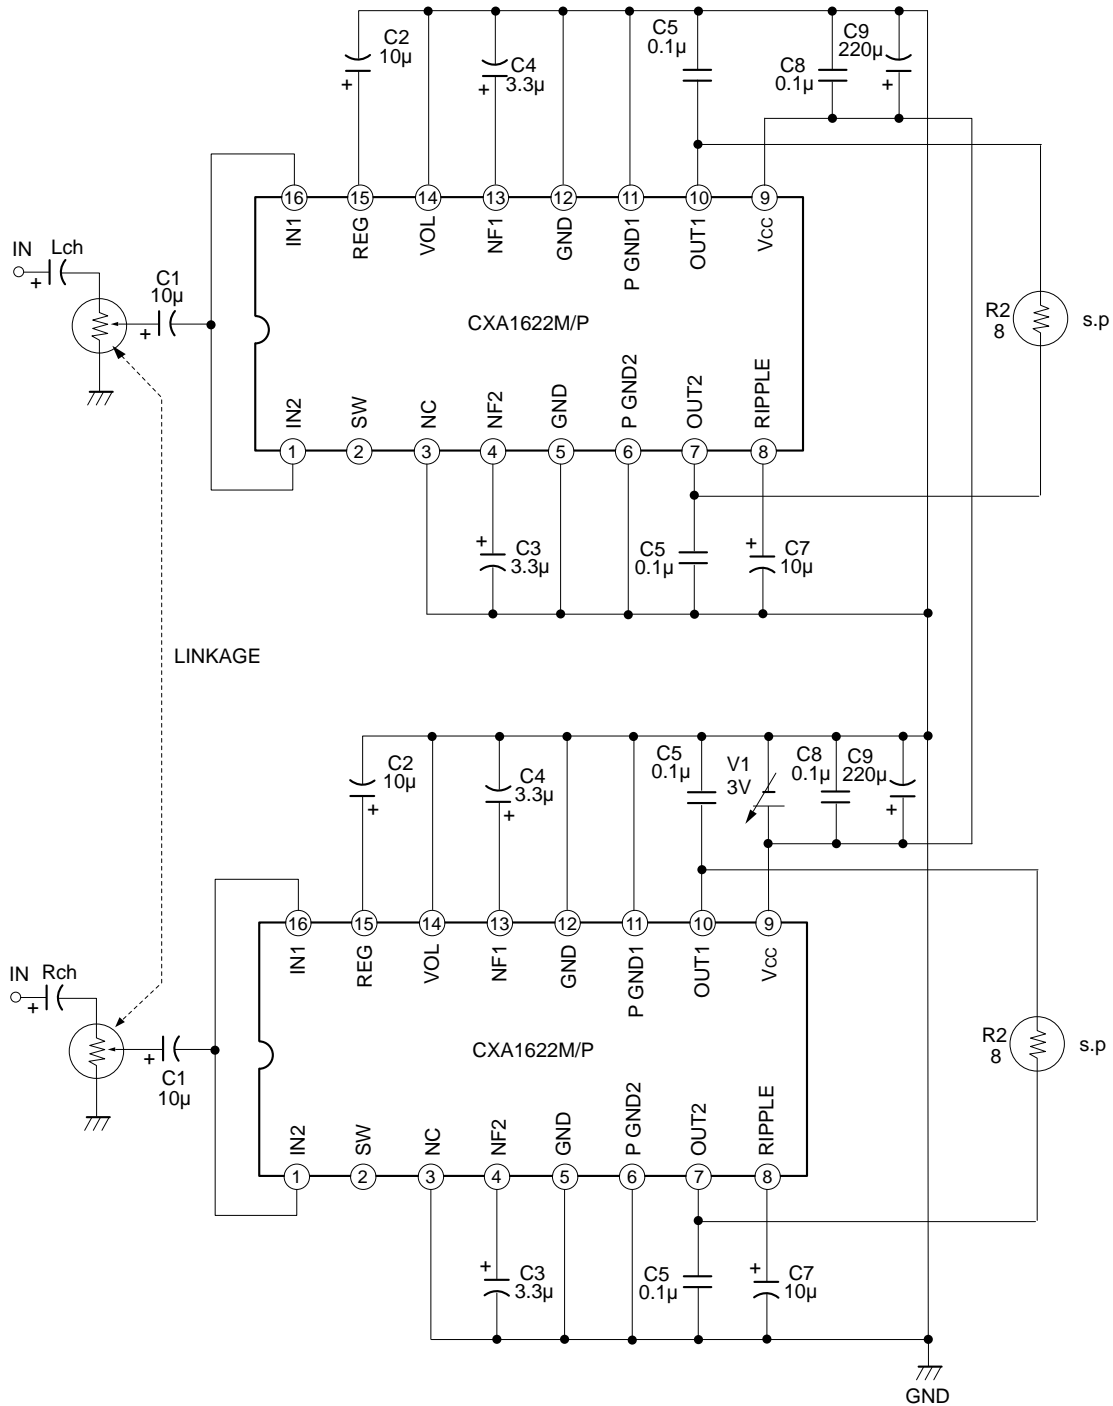 C2
10µ
C4
3.3µ
C5
0.1µ
C8
0.1µ
C9
220µ
+
+
+
16
15
14
13
12
11
10
9
IN1
REG
VOL
NF1
GND
P GND1
OUT1
Vcc
IN
Lch
+
C1
10µ
+
CXA1622M/P
R2
8
s.p
IN2
SW
NC
NF2
GND
P GND2
OUT2
RIPPLE
1
2
3
4
5
6
7
8
+
C3
3.3µ
C5
0.1µ
+
C7
10µ
LINKAGE
C2
10µ
+
C4
3.3µ
+
C5
0.1µ
V1
3V
C8
0.1µ
C9
220µ
+
16
15
14
13
12
11
10
9
IN1
REG
VOL
NF1
GND
P GND1
OUT1
Vcc
IN
Rch
+
C1
10µ
+
CXA1622M/P
R2
8
s.p
IN2
SW
NC
NF2
GND
P GND2
OUT2
RIPPLE
1
2
3
4
5
6
7
8
+
C3
3.3µ
C5
0.1µ
+
C7
10µ
GND